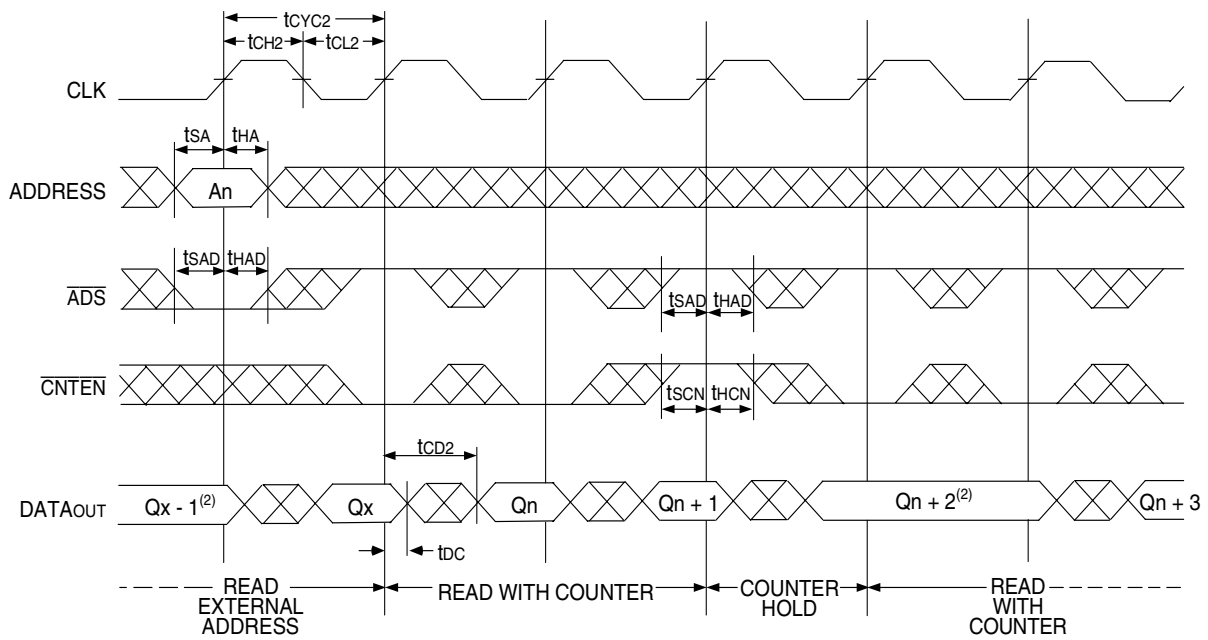 tCYC2
tCH2 tCL2
CLK
tSA tHA
ADDRESS An
tSAD tHAD
ADS
tSAD tHAD
CNTEN
tSCN tHCN
tCD2
DATAOUT Qx - 1(2) Qx Qn Qn + 1 Qn + 2(2) Qn + 3
tDC
READ EXTERNAL ADDRESS
READ WITH COUNTER
COUNTER HOLD
READ WITH COUNTER